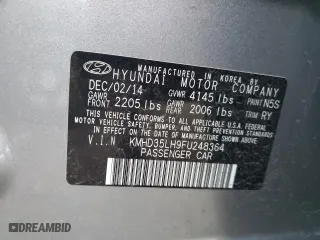 MANUFACTURED IN KOREA BY
HYUNDAI MOTOR COMPANY
DEC/02/14 GVWR 4145 lbs PAINT N5S
GAWR FRONT 2205 lbs GAWR REAR 2006 lbs TRIM RY
THIS VEHICLE CONFORMS TO ALL APPLICABLE U.S.
FEDERAL MOTOR VEHICLE SAFETY, BUMPER, AND
THEFT PREVENTION STANDARDS IN EFFECT ON THE
DATE OF MANUFACTURE SHOWN ABOVE.
V.I.N KMHD35LH9FU248364
PASSENGER CAR
DREAMBID
DREAMBID.COM